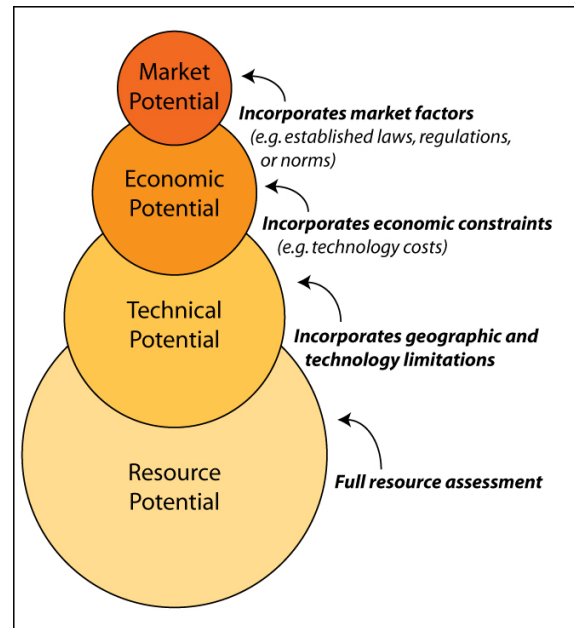 Market
Potential
Incorporates market factors
(e.g. established laws, regulations,
or norms)
Economic
Potential
Incorporates economic constraints
(e.g. technology costs)
Technical
Potential
Incorporates geographic and
technology limitations
Resource
Potential
Full resource assessment